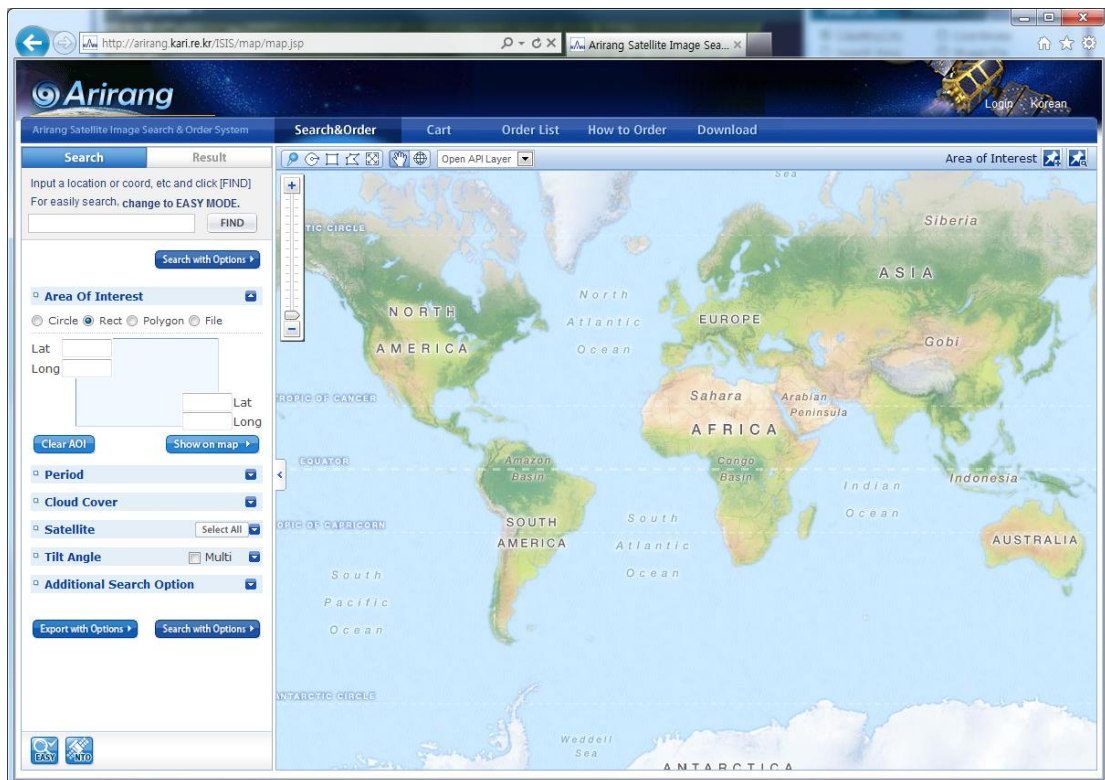 http://arirang.kari.re.kr/ISIS/map/map.jsp
Arirang Satellite Image Sea...
Arirang
Login
Korean
Arirang Satellite Image Search & Order System
Search&Order
Cart
Order List
How to Order
Download
Search
Result
Open API Layer
Area of Interest
Input a location or coord, etc and click [FIND]
For easily search, change to EASY MODE.
FIND
Search with Options
Area Of Interest
Circle
Rect
Polygon
File
Lat
Long
Lat
Long
Clear AOI
Show on map
Period
Cloud Cover
Satellite
Select All
Tilt Angle
Multi
Additional Search Option
Export with Options
Search with Options
EASY
NTO
Sea
TIC CIRCLE
Siberia
ASIA
North
Atlantic
Ocean
NORTH
AMERICA
EUROPE
Gobi
ROPIC OF CANCER
Sahara
Arabian
Peninsula
AFRICA
EQUATOR
Amazon
Basin
Congo
Basin
Indian
Ocean
Indonesia
OPIC OF CAPRICORN
SOUTH
AMERICA
South
Atlantic
Ocean
AUSTRALIA
South
Pacific
Ocean
ANTARCTIC CIRCLE
Weddell
Sea
ANTARCTICA